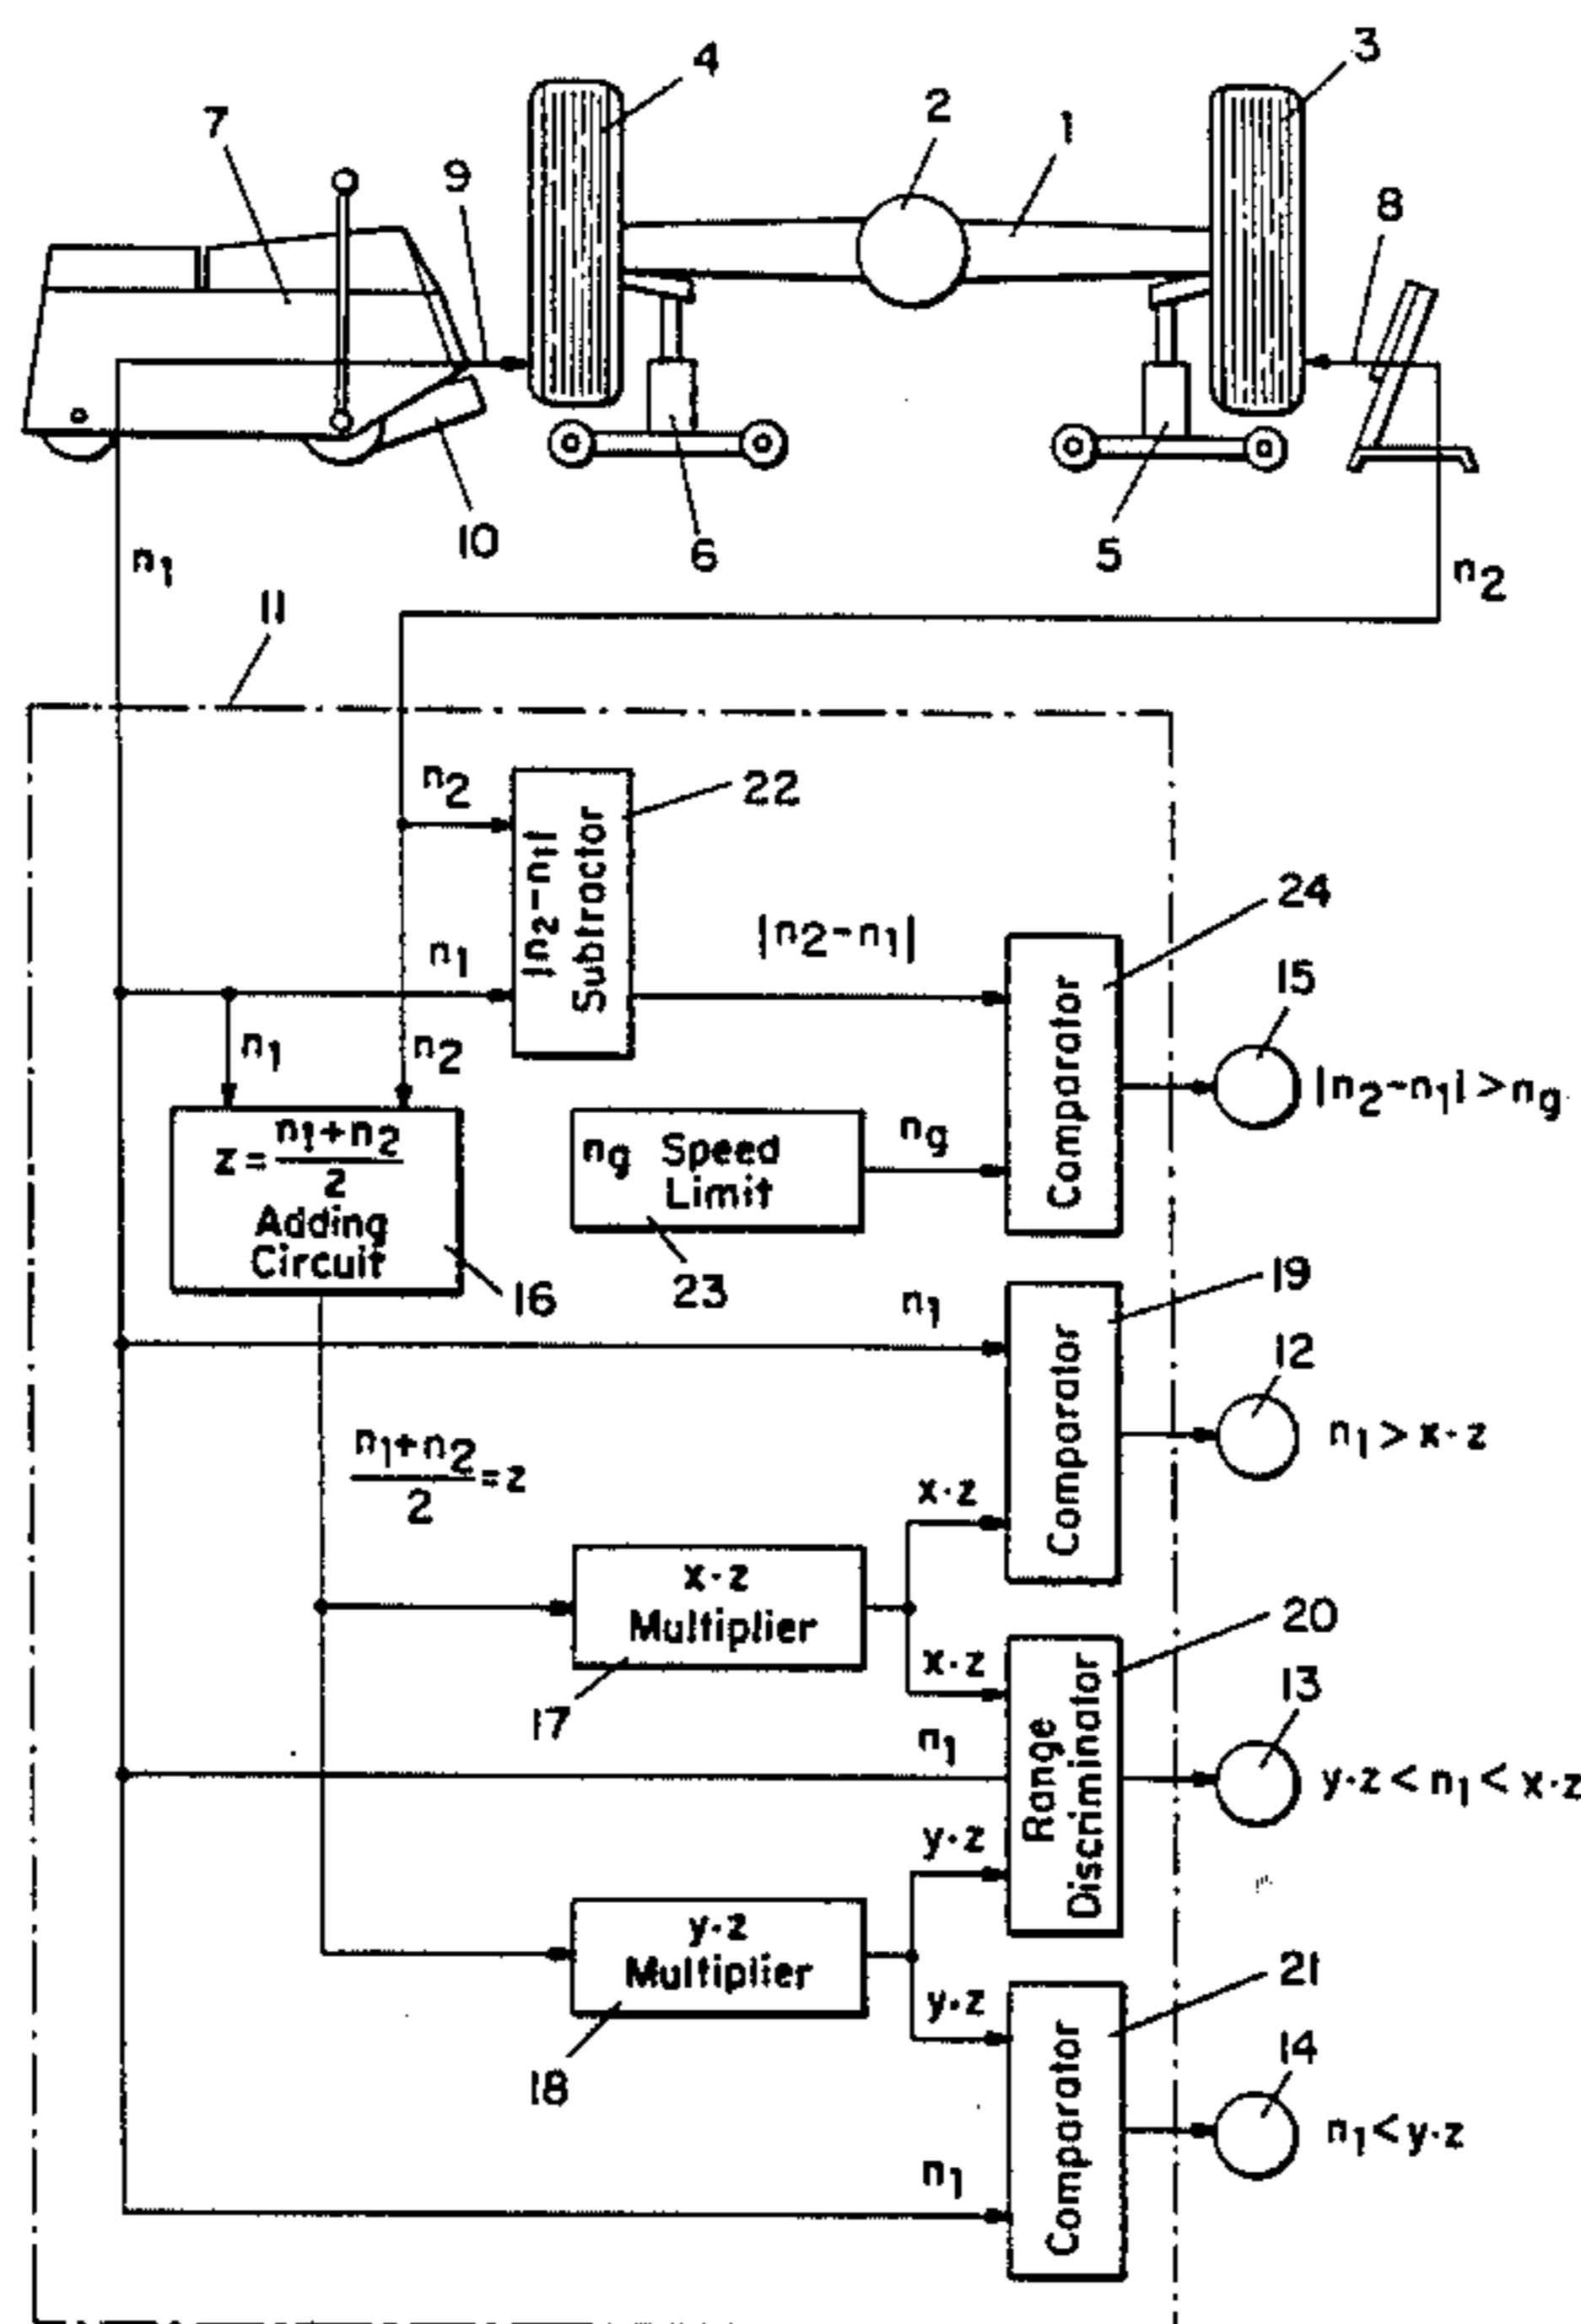 4
3
2
1
7
9
8
10
6
5
n1
n2
11
n2
22
|n2-n1|
Subtractor
24
n1
|n2-n1|
15
n1
n2
Comparator
|n2-n1| > ng
z = n1+n2/2
Adding
Circuit
ng Speed
Limit
ng
16
23
19
n1
12
Comparator
n1 > x·z
n1+n2/2 = z
x·z
x·z
Multiplier
20
x·z
17
13
n1
Range
Discriminator
y·z < n1 < x·z
y·z
y·z
Multiplier
21
y·z
18
14
Comparator
n1 < y·z
n1